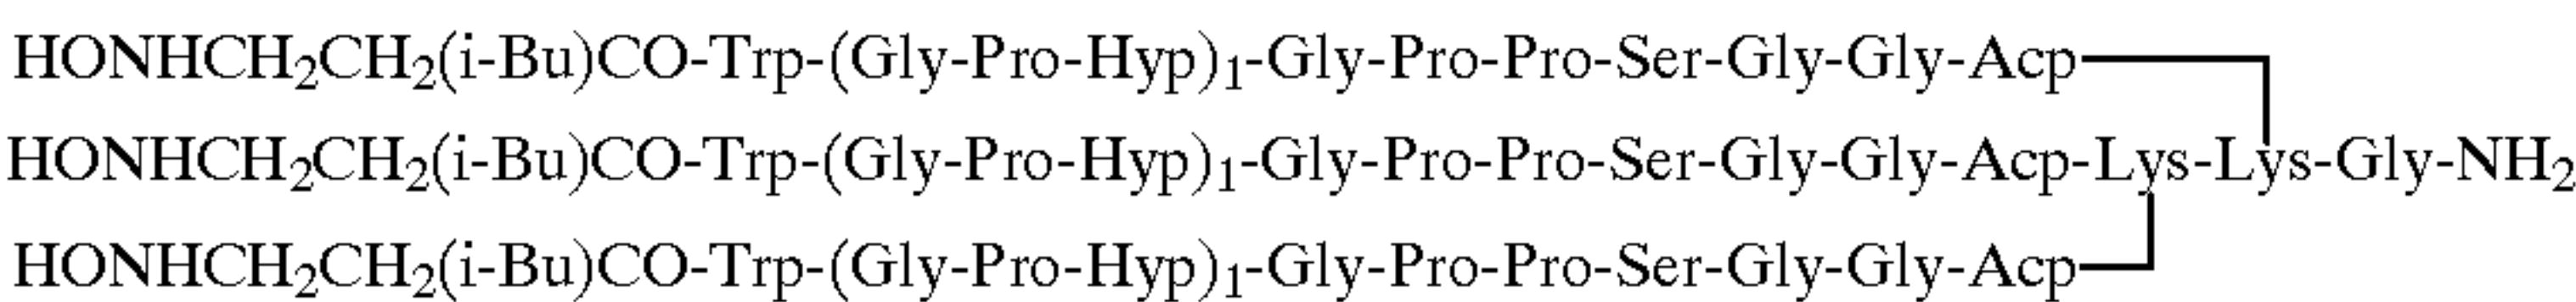 HONHCH₂CH₂(i-Bu)CO-Trp-(Gly-Pro-Hyp)₁-Gly-Pro-Pro-Ser-Gly-Gly-Acp
HONHCH₂CH₂(i-Bu)CO-Trp-(Gly-Pro-Hyp)₁-Gly-Pro-Pro-Ser-Gly-Gly-Acp-Lys-Lys-Gly-NH₂
HONHCH₂CH₂(i-Bu)CO-Trp-(Gly-Pro-Hyp)₁-Gly-Pro-Pro-Ser-Gly-Gly-Acp